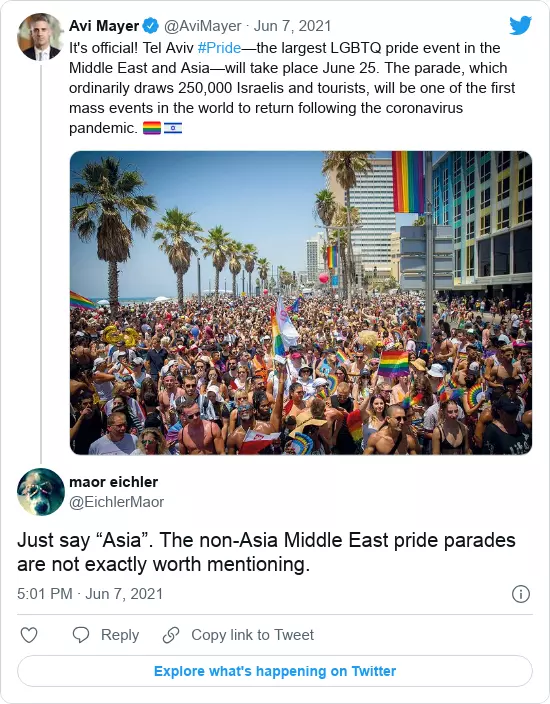 Avi Mayer @AviMayer · Jun 7, 2021
It's official! Tel Aviv #Pride—the largest LGBTQ pride event in the
Middle East and Asia—will take place June 25. The parade, which
ordinarily draws 250,000 Israelis and tourists, will be one of the first
mass events in the world to return following the coronavirus
pandemic. 🏳️‍🌈 🇮🇱
maor eichler
@EichlerMaor
Just say “Asia”. The non-Asia Middle East pride parades
are not exactly worth mentioning.
5:01 PM · Jun 7, 2021
Reply
Copy link to Tweet
Explore what's happening on Twitter